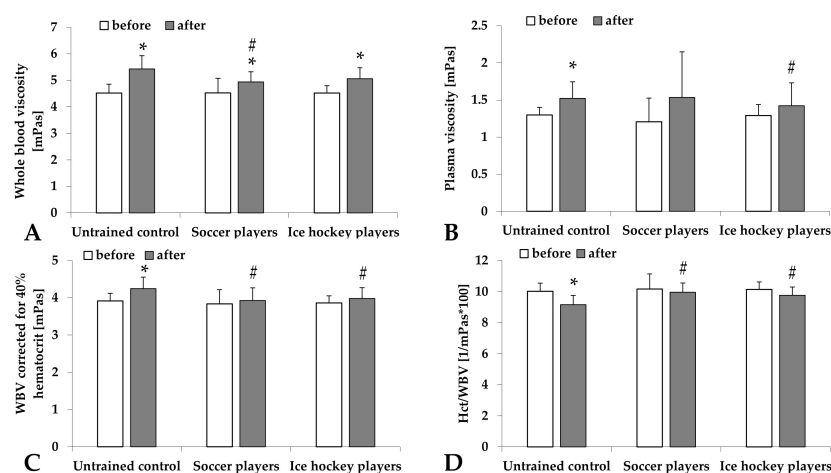 before after
Whole blood viscosity
[mPas]
7
6
5
4
3
2
1
0
*
#
*
*
Untrained control Soccer players Ice hockey players
A
before after
Plasma viscosity [mPas]
2.5
2
1.5
1
0.5
0
*
#
Untrained control Soccer players Ice hockey players
B
before after
WBV corrected for 40%
hematocrit [mPas]
5
4
3
2
1
0
* # #
Untrained control Soccer players Ice hockey players
C
before after
Hct/WBV [1/mPas*100]
12
10
8
6
4
2
0
* # #
Untrained control Soccer players Ice hockey players
D